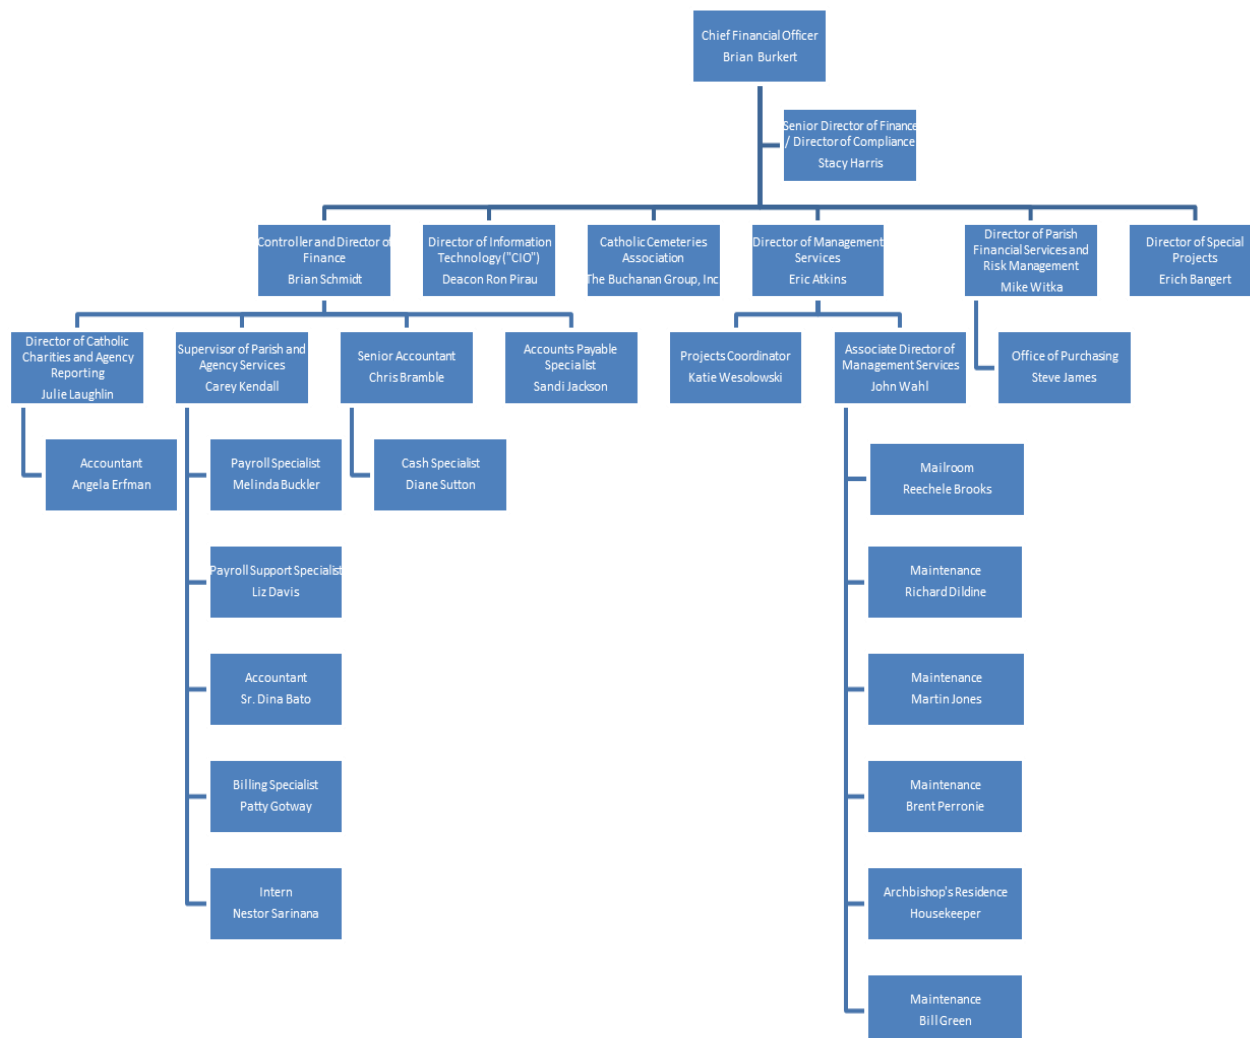 Chief Financial Officer
Brian Burkert
Senior Director of Finance
/ Director of Compliance
Stacy Harris
Controller and Director of
Finance
Brian Schmidt
Director of Information
Technology ("CIO")
Deacon Ron Pirau
Catholic Cemeteries
Association
The Buchanan Group, Inc
Director of Management
Services
Eric Atkins
Director of Parish
Financial Services and
Risk Management
Mike Witka
Director of Special
Projects
Erich Bangert
Director of Catholic
Charities and Agency
Reporting
Julie Laughlin
Supervisor of Parish and
Agency Services
Carey Kendall
Senior Accountant
Chris Bramble
Accounts Payable
Specialist
Sandi Jackson
Projects Coordinator
Katie Wesolowski
Associate Director of
Management Services
John Wahl
Office of Purchasing
Steve James
Accountant
Angela Erfman
Payroll Specialist
Melinda Buckler
Cash Specialist
Diane Sutton
Mailroom
Reechele Brooks
Payroll Support Specialist
Liz Davis
Maintenance
Richard Dildine
Accountant
Sr. Dina Bato
Maintenance
Martin Jones
Billing Specialist
Patty Gotway
Maintenance
Brent Perronie
Intern
Nestor Sarinana
Archbishop's Residence
Housekeeper
Maintenance
Bill Green